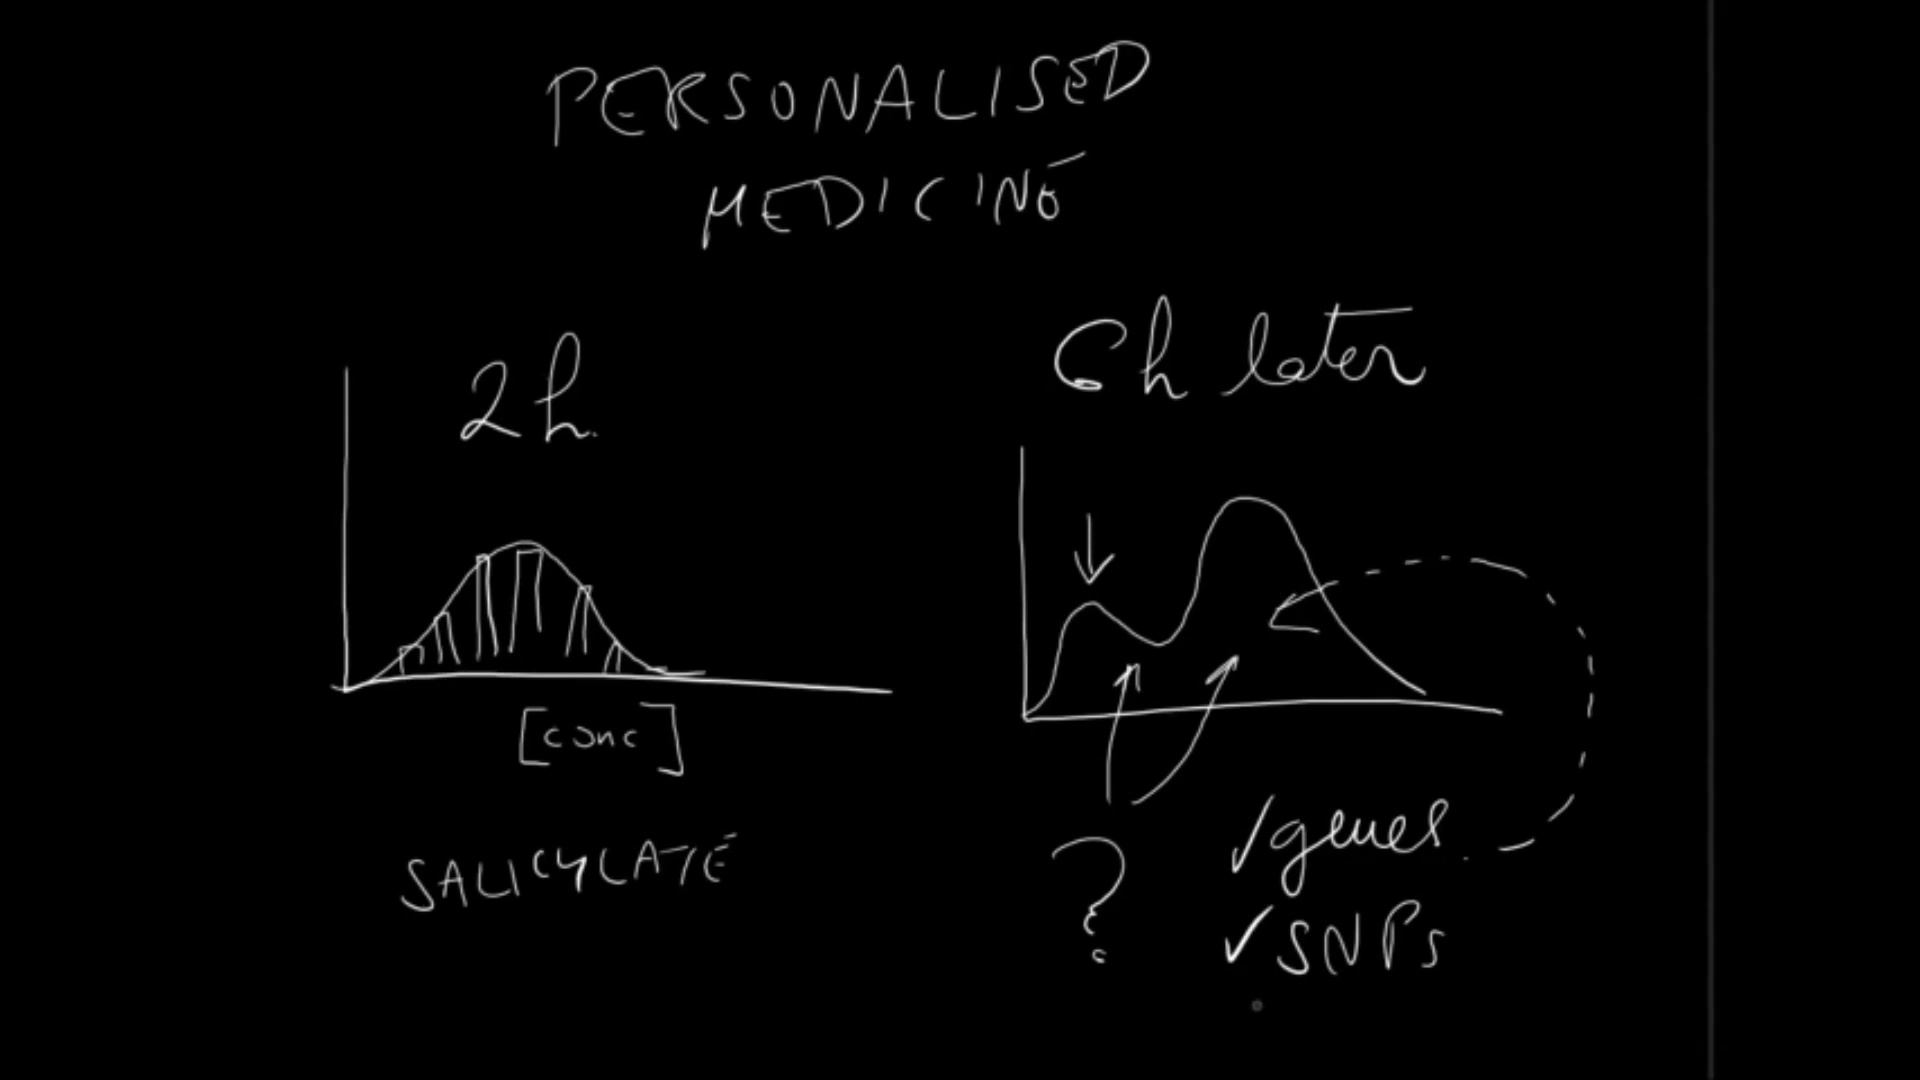 PERSONALISED
MEDICINE
2h.
6h later
[conc]
SALICYLATE
?
✓genes
✓SNPs